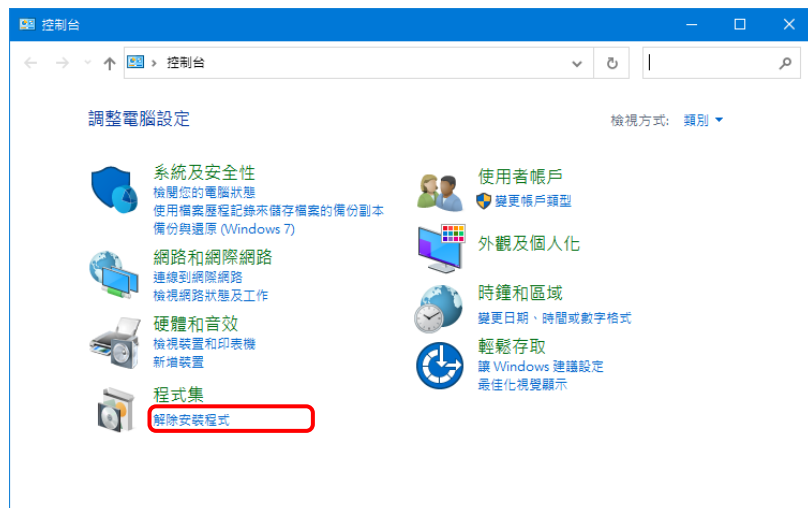 控制台
控制台
調整電腦設定
檢視方式: 類別
系統及安全性
檢閱您的電腦狀態
使用檔案歷程記錄來儲存檔案的備份副本
備份與還原 (Windows 7)
網路和網際網路
連線到網際網路
檢視網路狀態及工作
硬體和音效
檢視裝置和印表機
新增裝置
程式集
解除安裝程式
使用者帳戶
變更帳戶類型
外觀及個人化
時鐘和區域
變更日期、時間或數字格式
輕鬆存取
讓 Windows 建議設定
最佳化視覺顯示